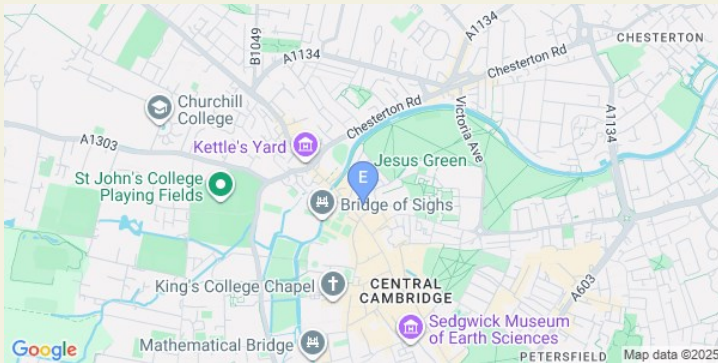 A1134
CHESTERTON
B1049
A1134
Chesterton Rd
Churchill
College
Chesterton Rd
Victoria Ave
A1134
A1303
Kettle's Yard
Jesus Green
St John's College
Playing Fields
E
Bridge of Sighs
King's College Chapel
CENTRAL
CAMBRIDGE
A603
Sedgwick Museum
of Earth Sciences
Mathematical Bridge
PETERSFIELD
Google
Map data ©2025